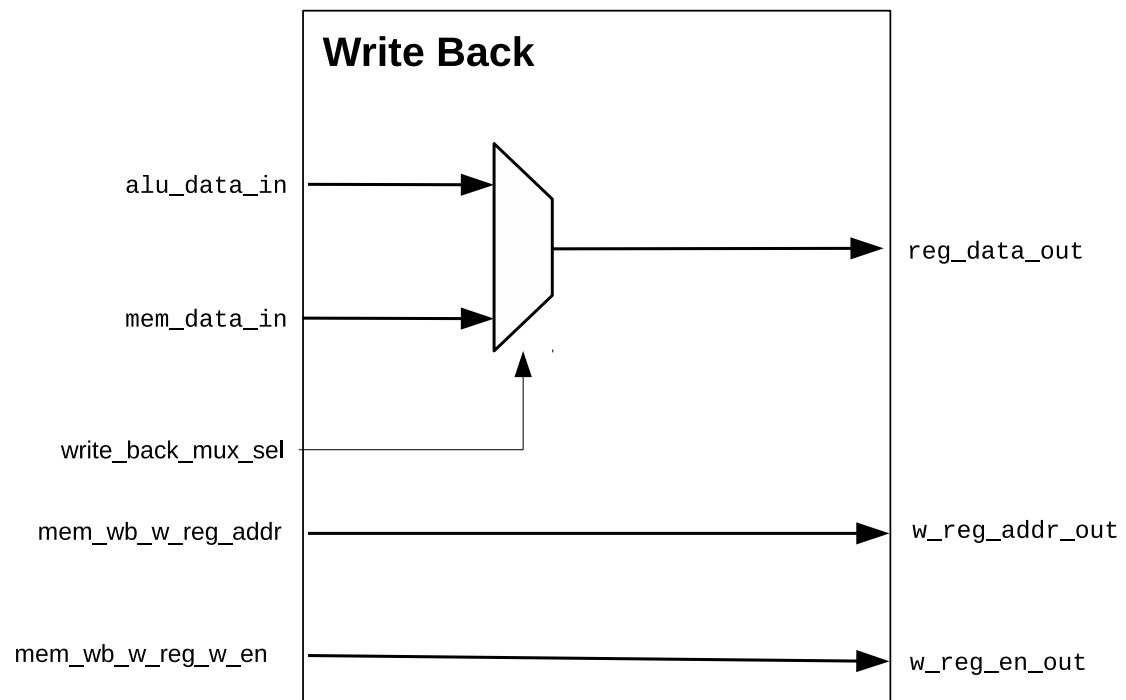 Write Back
alu_data_in
reg_data_out
mem_data_in
write_back_mux_sel
mem_wb_w_reg_addr
w_reg_addr_out
mem_wb_w_reg_w_en
w_reg_en_out